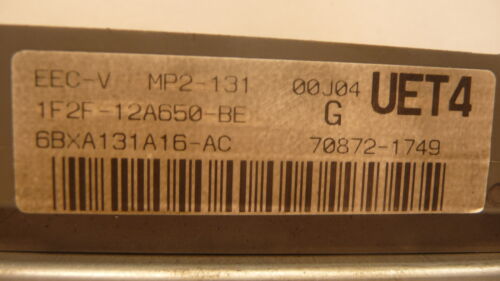 EEC-V MP2-131 00J04 UET4
1F2F-12A650-BE G
6BXA131A16-AC 70872-1749